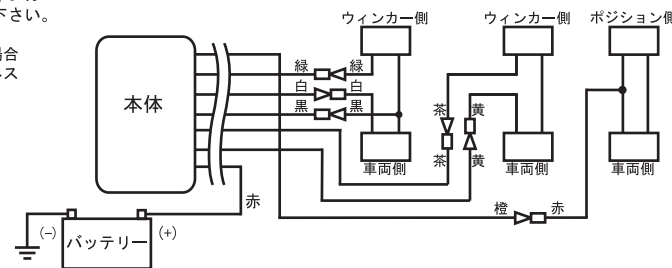 下さい。
場合
ス
ウィンカー側
ウィンカー側
ポジション側
本体
緑
緑
白
白
黒
黒
茶
黄
茶
黄
車両側
車両側
車両側
赤
橙
赤
(−)
バッテリー
(+)